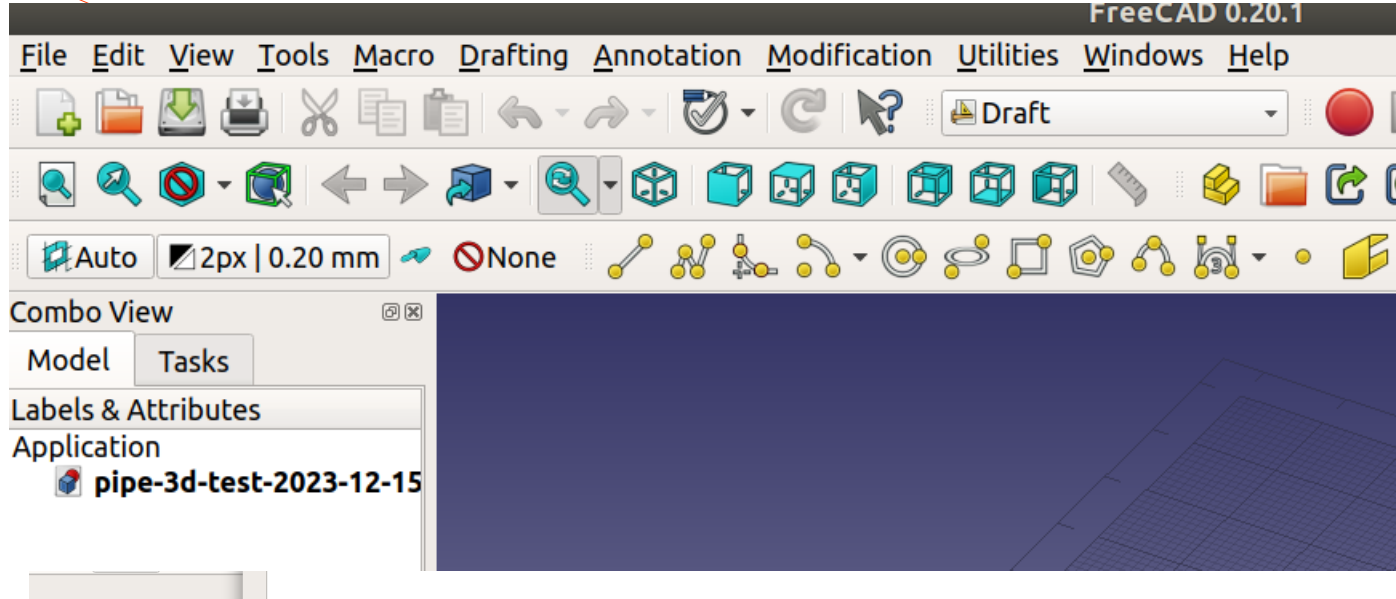 FreeCAD 0.20.1
File Edit View Tools Macro Drafting Annotation Modification Utilities Windows Help
Draft
Auto 2px | 0.20 mm None 3
Combo View
Model Tasks
Labels & Attributes
Application
pipe-3d-test-2023-12-15